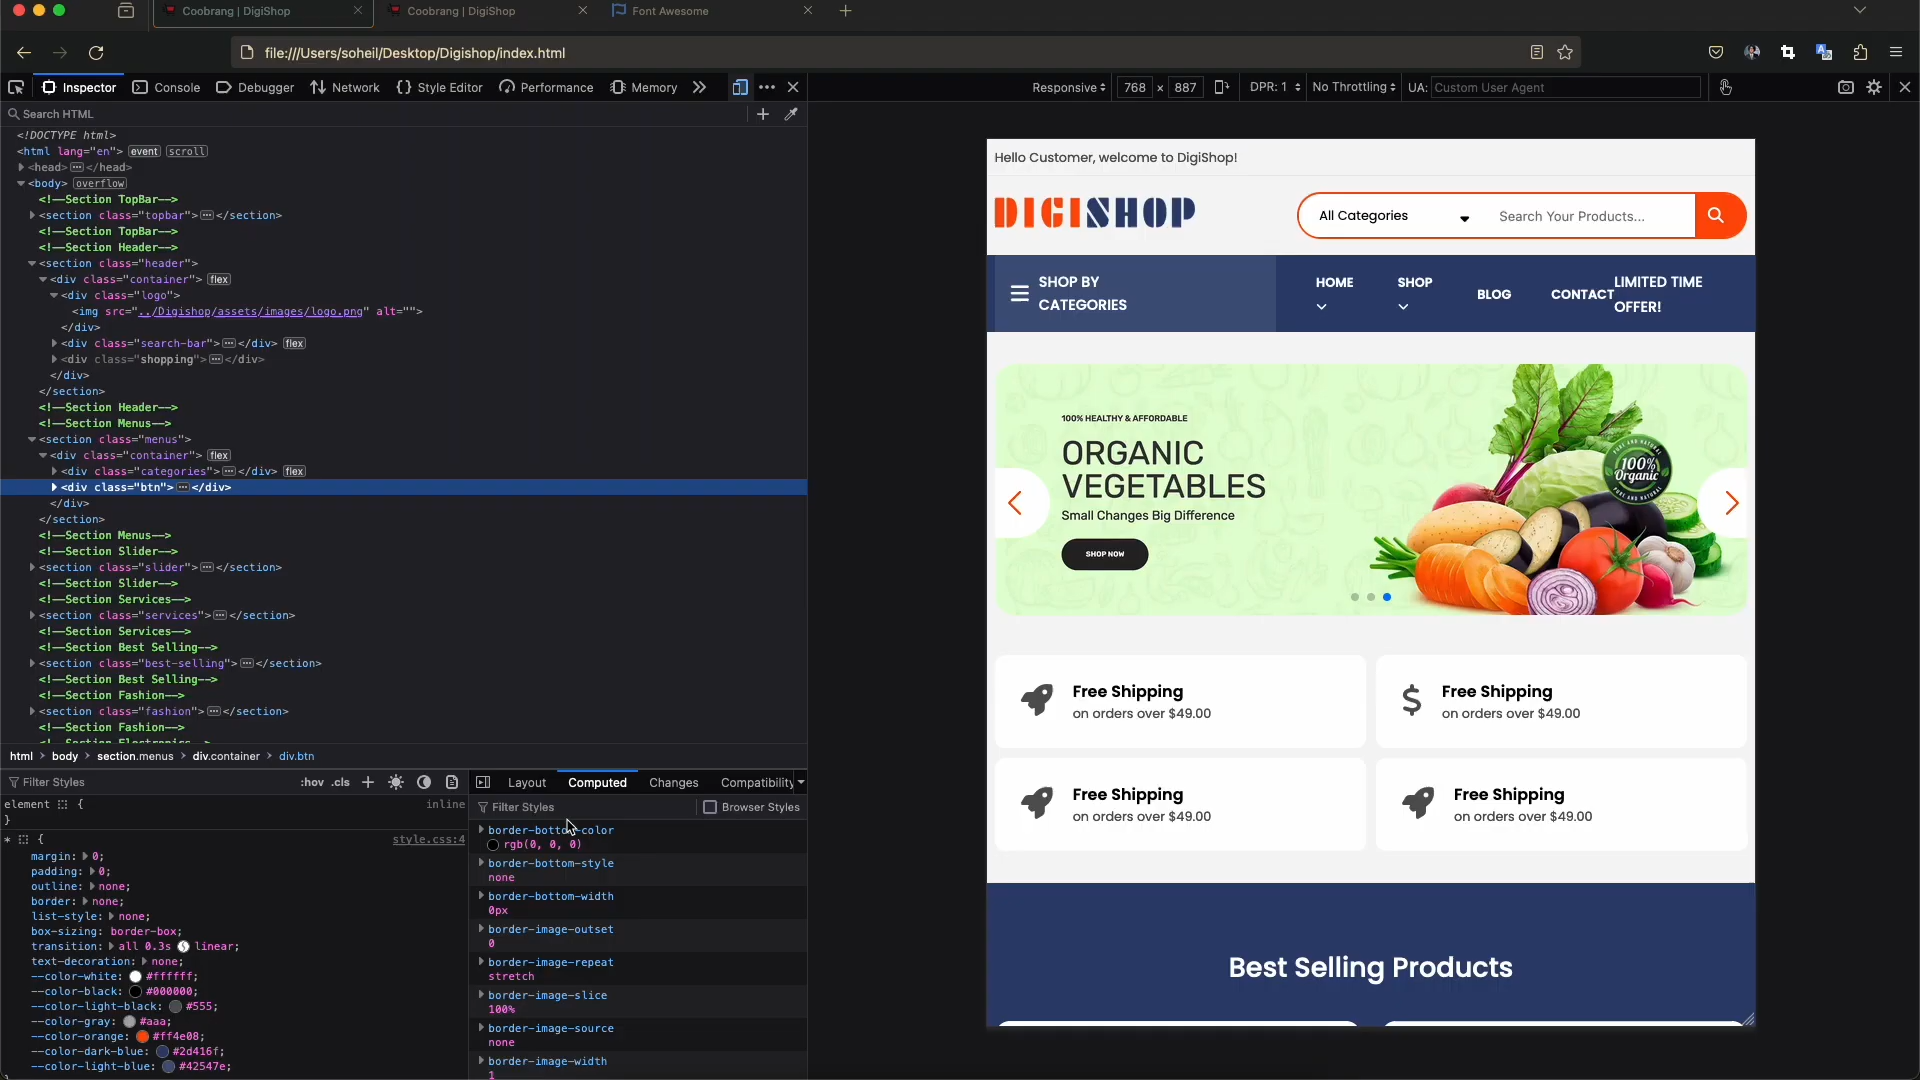 Coobrang | DigiShop
Coobrang | DigiShop
Font Awesome
file:///Users/soheil/Desktop/Digishop/index.html
Inspector
Console
Debugger
Network
Style Editor
Performance
Memory
Responsive
768 × 887
DPR: 1
No Throttling
UA: Custom User Agent
Search HTML
<!DOCTYPE html>
<html lang="en"> event scroll
<head> </head>
<body> overflow
<!--Section TopBar-->
<section class="topbar"> </section>
<!--Section TopBar-->
<!--Section Header-->
<section class="header">
<div class="container"> flex
<div class="logo">
<img src="../Digishop/assets/images/logo.png" alt="">
</div>
<div class="search-bar"> </div> flex
<div class="shopping"> </div>
</div>
</section>
<!--Section Header-->
<!--Section Menus-->
<section class="menus">
<div class="container"> flex
<div class="categories"> </div> flex
<div class="btn"> </div>
</div>
</section>
<!--Section Menus-->
<!--Section Slider-->
<section class="slider"> </section>
<!--Section Slider-->
<!--Section Services-->
<section class="services"> </section>
<!--Section Services-->
<!--Section Best Selling-->
<section class="best-selling"> </section>
<!--Section Best Selling-->
<!--Section Fashion-->
<section class="fashion"> </section>
<!--Section Fashion-->
<!--Section Electronics-->
html > body > section.menus > div.container > div.btn
Filter Styles
:hov .cls
element {
inline
}
* {
style.css:4
margin: 0;
padding: 0;
outline: none;
border: none;
list-style: none;
box-sizing: border-box;
transition: all 0.3s linear;
text-decoration: none;
--color-white: #ffffff;
--color-black: #000000;
--color-light-black: #555;
--color-gray: #aaa;
--color-orange: #ff4e08;
--color-dark-blue: #2d416f;
--color-light-blue: #42547e;
}
Layout
Computed
Changes
Compatibility
Filter Styles
Browser Styles
border-bottom-color
rgb(0, 0, 0)
border-bottom-style
none
border-bottom-width
0px
border-image-outset
0
border-image-repeat
stretch
border-image-slice
100%
border-image-source
none
border-image-width
1
Hello Customer, welcome to DigiShop!
DIGISHOP
All Categories
Search Your Products...
SHOP BY
CATEGORIES
HOME
SHOP
BLOG
CONTACT
LIMITED TIME
OFFER!
100% HEALTHY & AFFORDABLE
ORGANIC
VEGETABLES
Small Changes Big Difference
SHOP NOW
PURE AND NATURAL
100%
Organic
PURE AND NATURAL
Free Shipping
on orders over $49.00
Free Shipping
on orders over $49.00
Free Shipping
on orders over $49.00
Free Shipping
on orders over $49.00
Best Selling Products